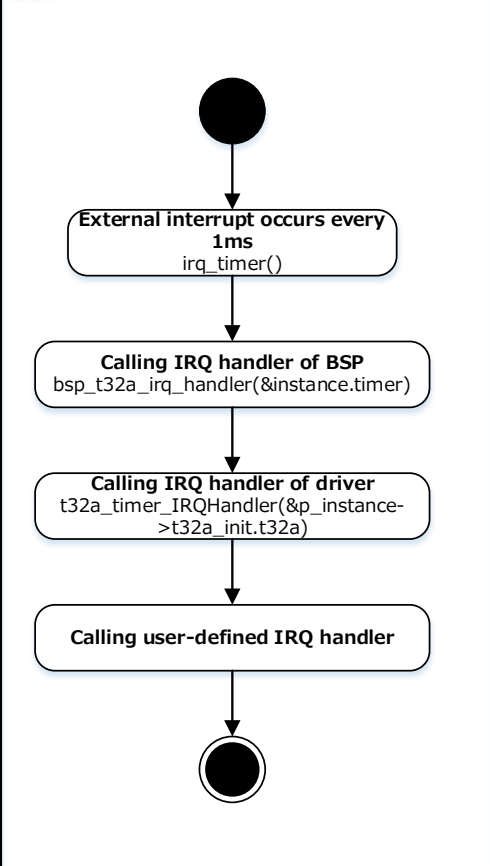 External interrupt occurs every
1ms
irq_timer()
Calling IRQ handler of BSP
bsp_t32a_irq_handler(&instance.timer)
Calling IRQ handler of driver
t32a_timer_IRQHandler(&p_instance-
>t32a_init.t32a)
Calling user-defined IRQ handler